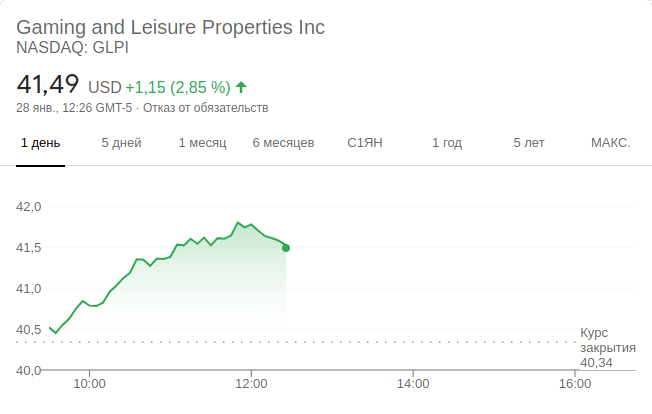 Gaming and Leisure Properties Inc
NASDAQ: GLPI
41,49 USD +1,15 (2,85 %)
28 янв., 12:26 GMT-5 · Отказ от обязательств
1 день 5 дней 1 месяц 6 месяцев С1ЯН 1 год 5 лет МАКС.
42,0
41,5
41,0
40,5
40,0
Курс
закрытия
40,34
10:00 12:00 14:00 16:00